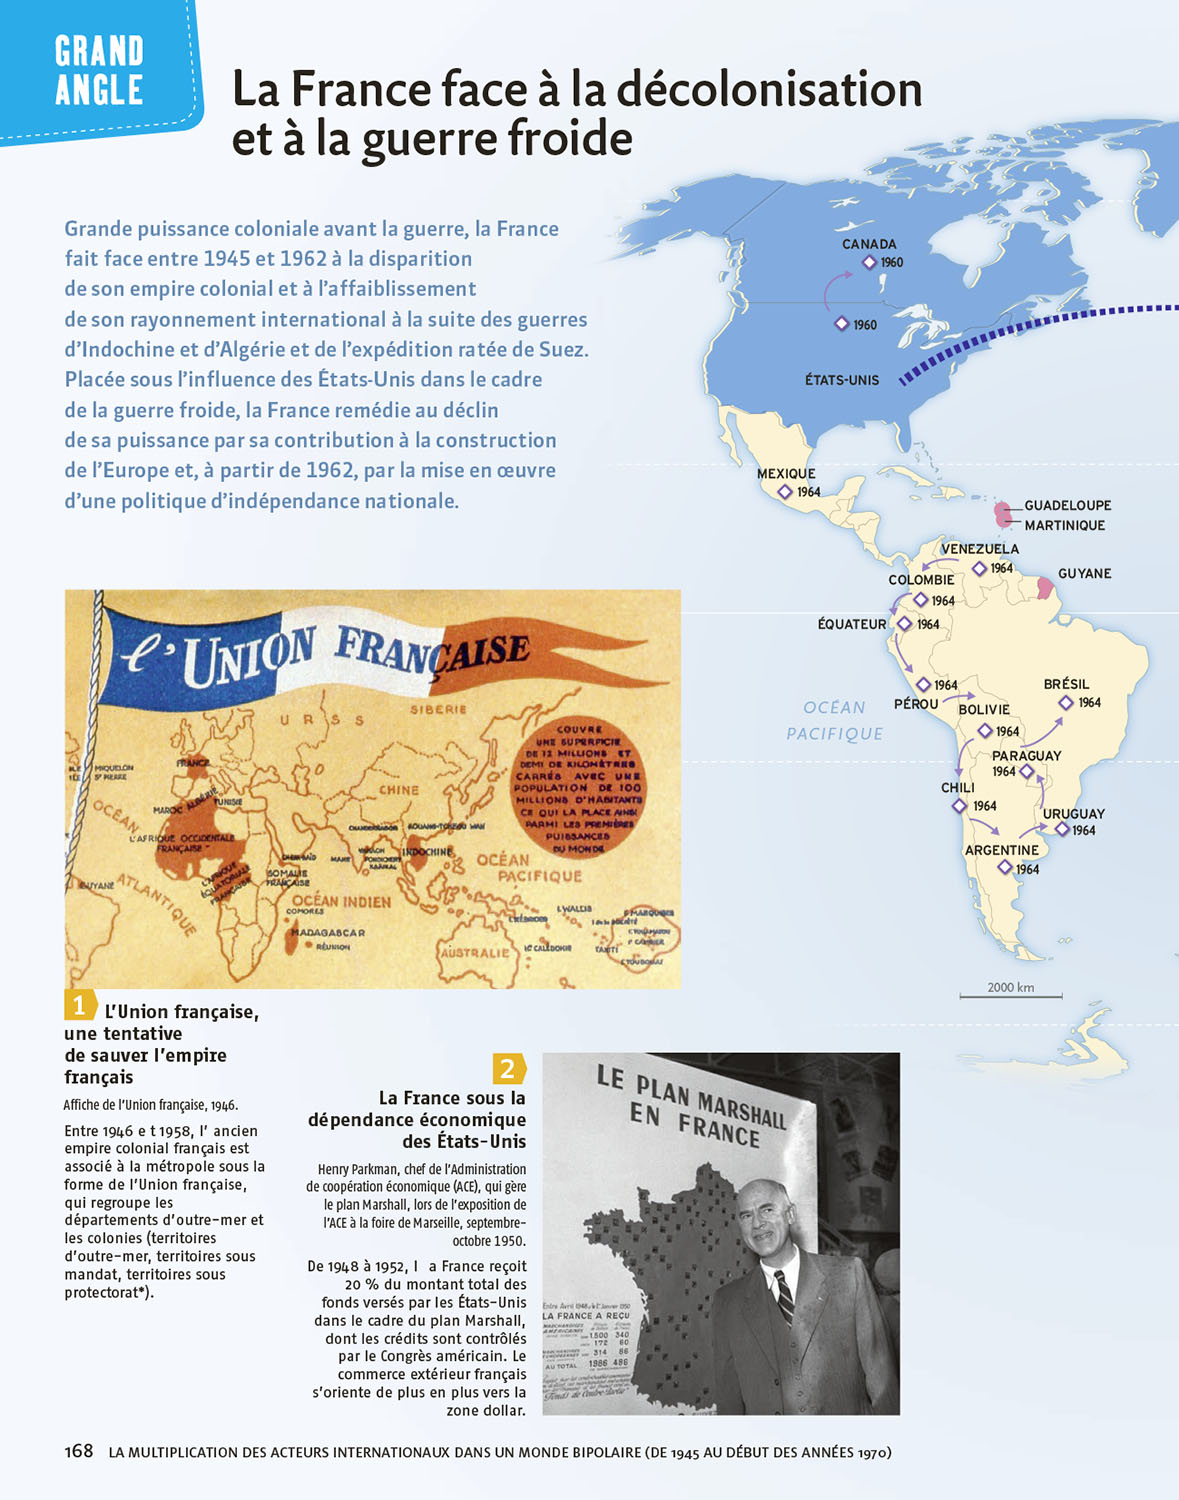 GRAND
ANGLE
La France face à la décolonisation
et à la guerre froide
Grande puissance coloniale avant la guerre, la France
fait face entre 1945 et 1962 à la disparition
de son empire colonial et à l'affaiblissement
de son rayonnement international à la suite des guerres
d'Indochine et d'Algérie et de l'expédition ratée de Suez.
Placée sous l'influence des États-Unis dans le cadre
de la guerre froide, la France remédie au déclin
de sa puissance par sa contribution à la construction
de l'Europe et, à partir de 1962, par la mise en œuvre
d'une politique d'indépendance nationale.
CANADA
1960
1960
ÉTATS-UNIS
MEXIQUE
1964
GUADELOUPE
MARTINIQUE
VENEZUELA
1964
GUYANE
COLOMBIE
1964
ÉQUATEUR
1964
1964
PÉROU
BRÉSIL
1964
BOLIVIE
1964
OCÉAN
PACIFIQUE
PARAGUAY
1964
CHILI
1964
URUGUAY
1964
ARGENTINE
1964
2000 km
l'UNION FRANÇAISE
URSS
SIBERIE
COUVRE
UNE SUPERFICIE
DE 12 MILLIONS ET
DEMI DE KILOMÈTRES
CARRÉS AVEC UNE
POPULATION DE 100
MILLIONS D'HABITANTS
CE QUI LA PLACE AINSI
PARMI LES PREMIÈRES
PUISSANCES
DU MONDE
FRANCE
MIQUELON
ST PIERRE
CHINE
MAROC ALGÉRIE
TUNISIE
OCÉAN
ATLANTIQUE
L'AFRIQUE OCCIDENTALE
FRANÇAISE
L'AFRIQUE
ÉQUATORIALE
FRANÇAISE
CHANDERNAGOR
KOUANG-TCHEOU WAN
MAHÉ
YANAON
PONDICHERY
KARIKAL
INDOCHINE
OCÉAN
PACIFIQUE
SOMALIE
FRANÇAISE
GUYANE
OCÉAN INDIEN
COMORES
MADAGASCAR
RÉUNION
AUSTRALIE
I. WALLIS
Ie CALÉDONIE
TAITI
I. MARQUISES
1 L'Union française,
une tentative
de sauver l'empire
français
Affiche de l'Union française, 1946.
Entre 1946 e t 1958, l' ancien
empire colonial français est
associé à la métropole sous la
forme de l'Union française,
qui regroupe les
départements d'outre-mer et
les colonies (territoires
d'outre-mer, territoires sous
mandat, territoires sous
protectorat*).
2
La France sous la
dépendance économique
des États-Unis
Henry Parkman, chef de l'Administration
de coopération économique (ACE), qui gère
le plan Marshall, lors de l'exposition de
l'ACE à la foire de Marseille, septembre-
octobre 1950.
De 1948 à 1952, l a France reçoit
20 % du montant total des
fonds versés par les États-Unis
dans le cadre du plan Marshall,
dont les crédits sont contrôlés
par le Congrès américain. Le
commerce extérieur français
s'oriente de plus en plus vers la
zone dollar.
LE PLAN MARSHALL
EN FRANCE
Entre Avril 1948 & 1er Janvier 1950
LA FRANCE A REÇU
MARCHANDISES
AMÉRICAINES
1.500 340
172 60
314 86
AU TOTAL 1986 486
168 LA MULTIPLICATION DES ACTEURS INTERNATIONAUX DANS UN MONDE BIPOLAIRE (DE 1945 AU DÉBUT DES ANNÉES 1970)